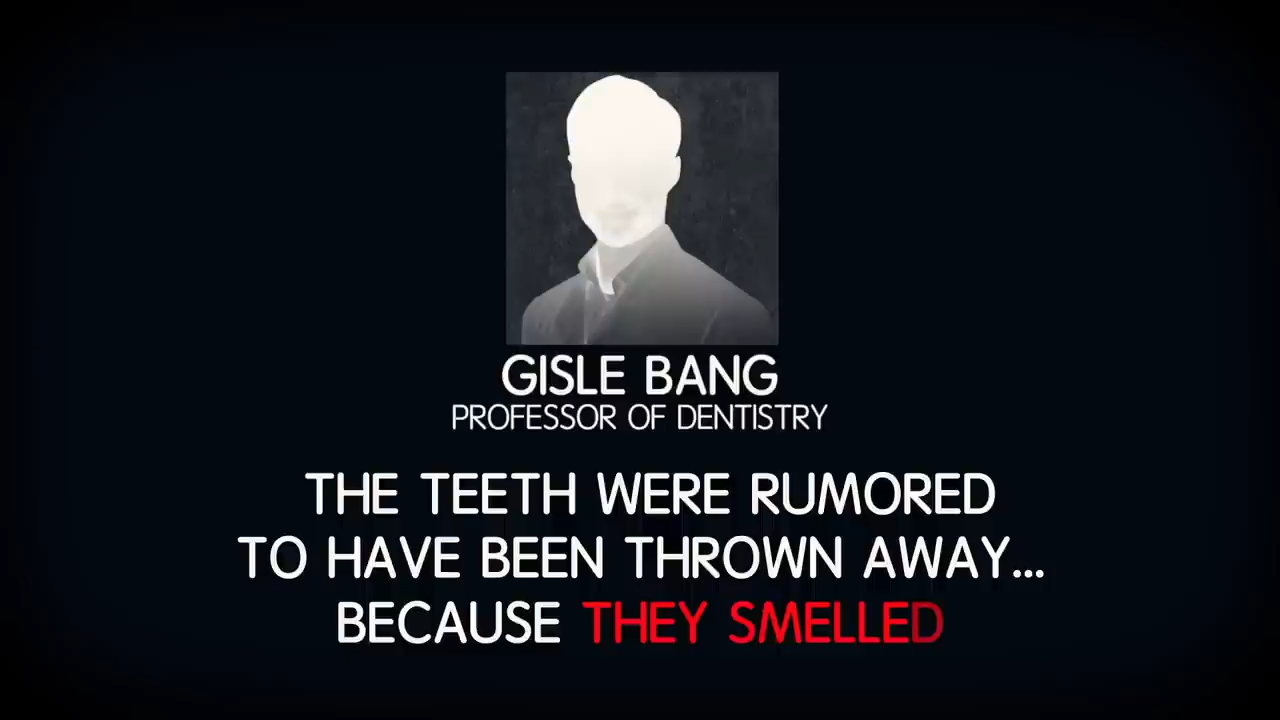 GISLE BANG
PROFESSOR OF DENTISTRY
THE TEETH WERE RUMORED
TO HAVE BEEN THROWN AWAY...
BECAUSE THEY SMELLED